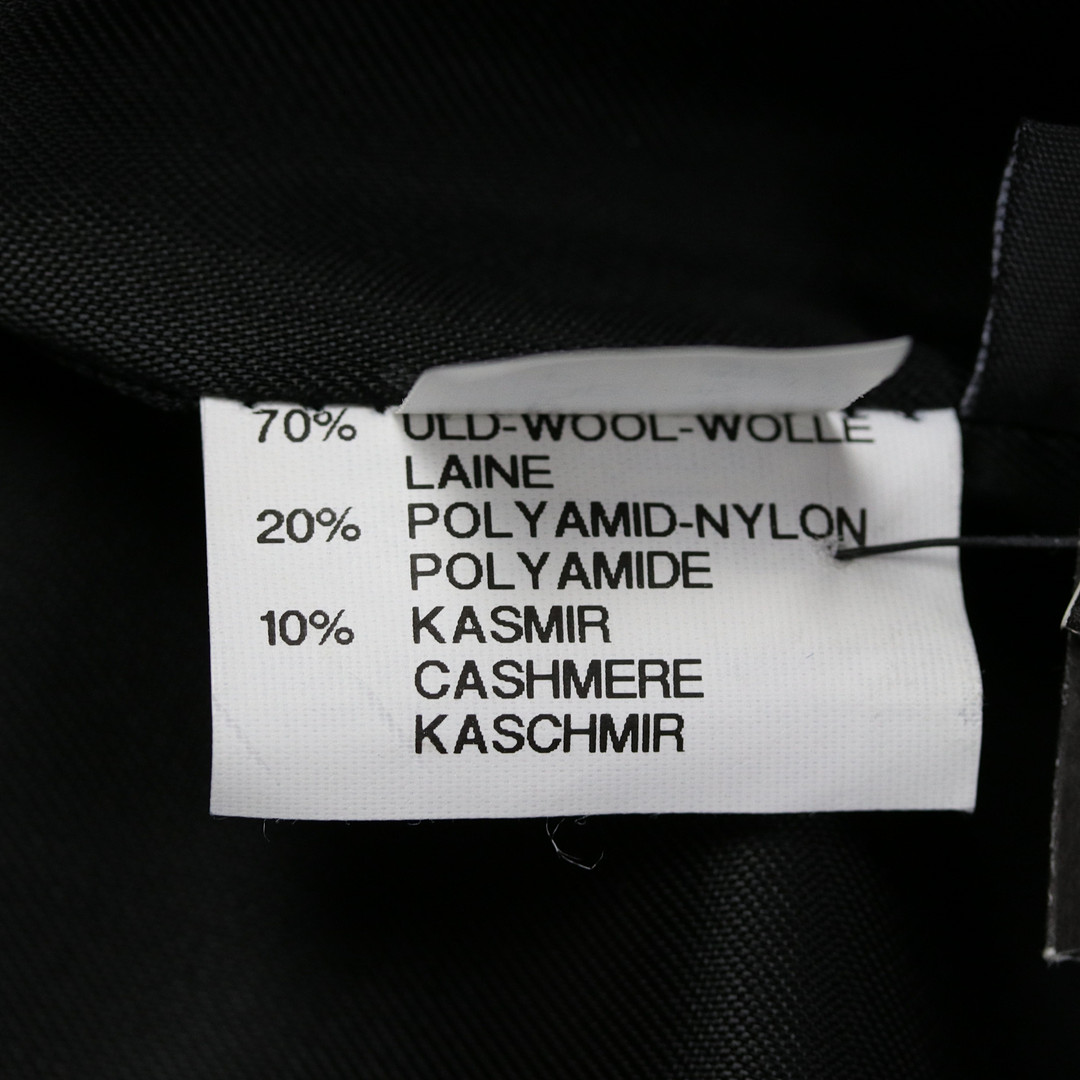 70% ULD-WOOL-WOLLE
LAINE
20% POLYAMID-NYLON
POLYAMIDE
10% KASMIR
CASHMERE
KASCHMIR